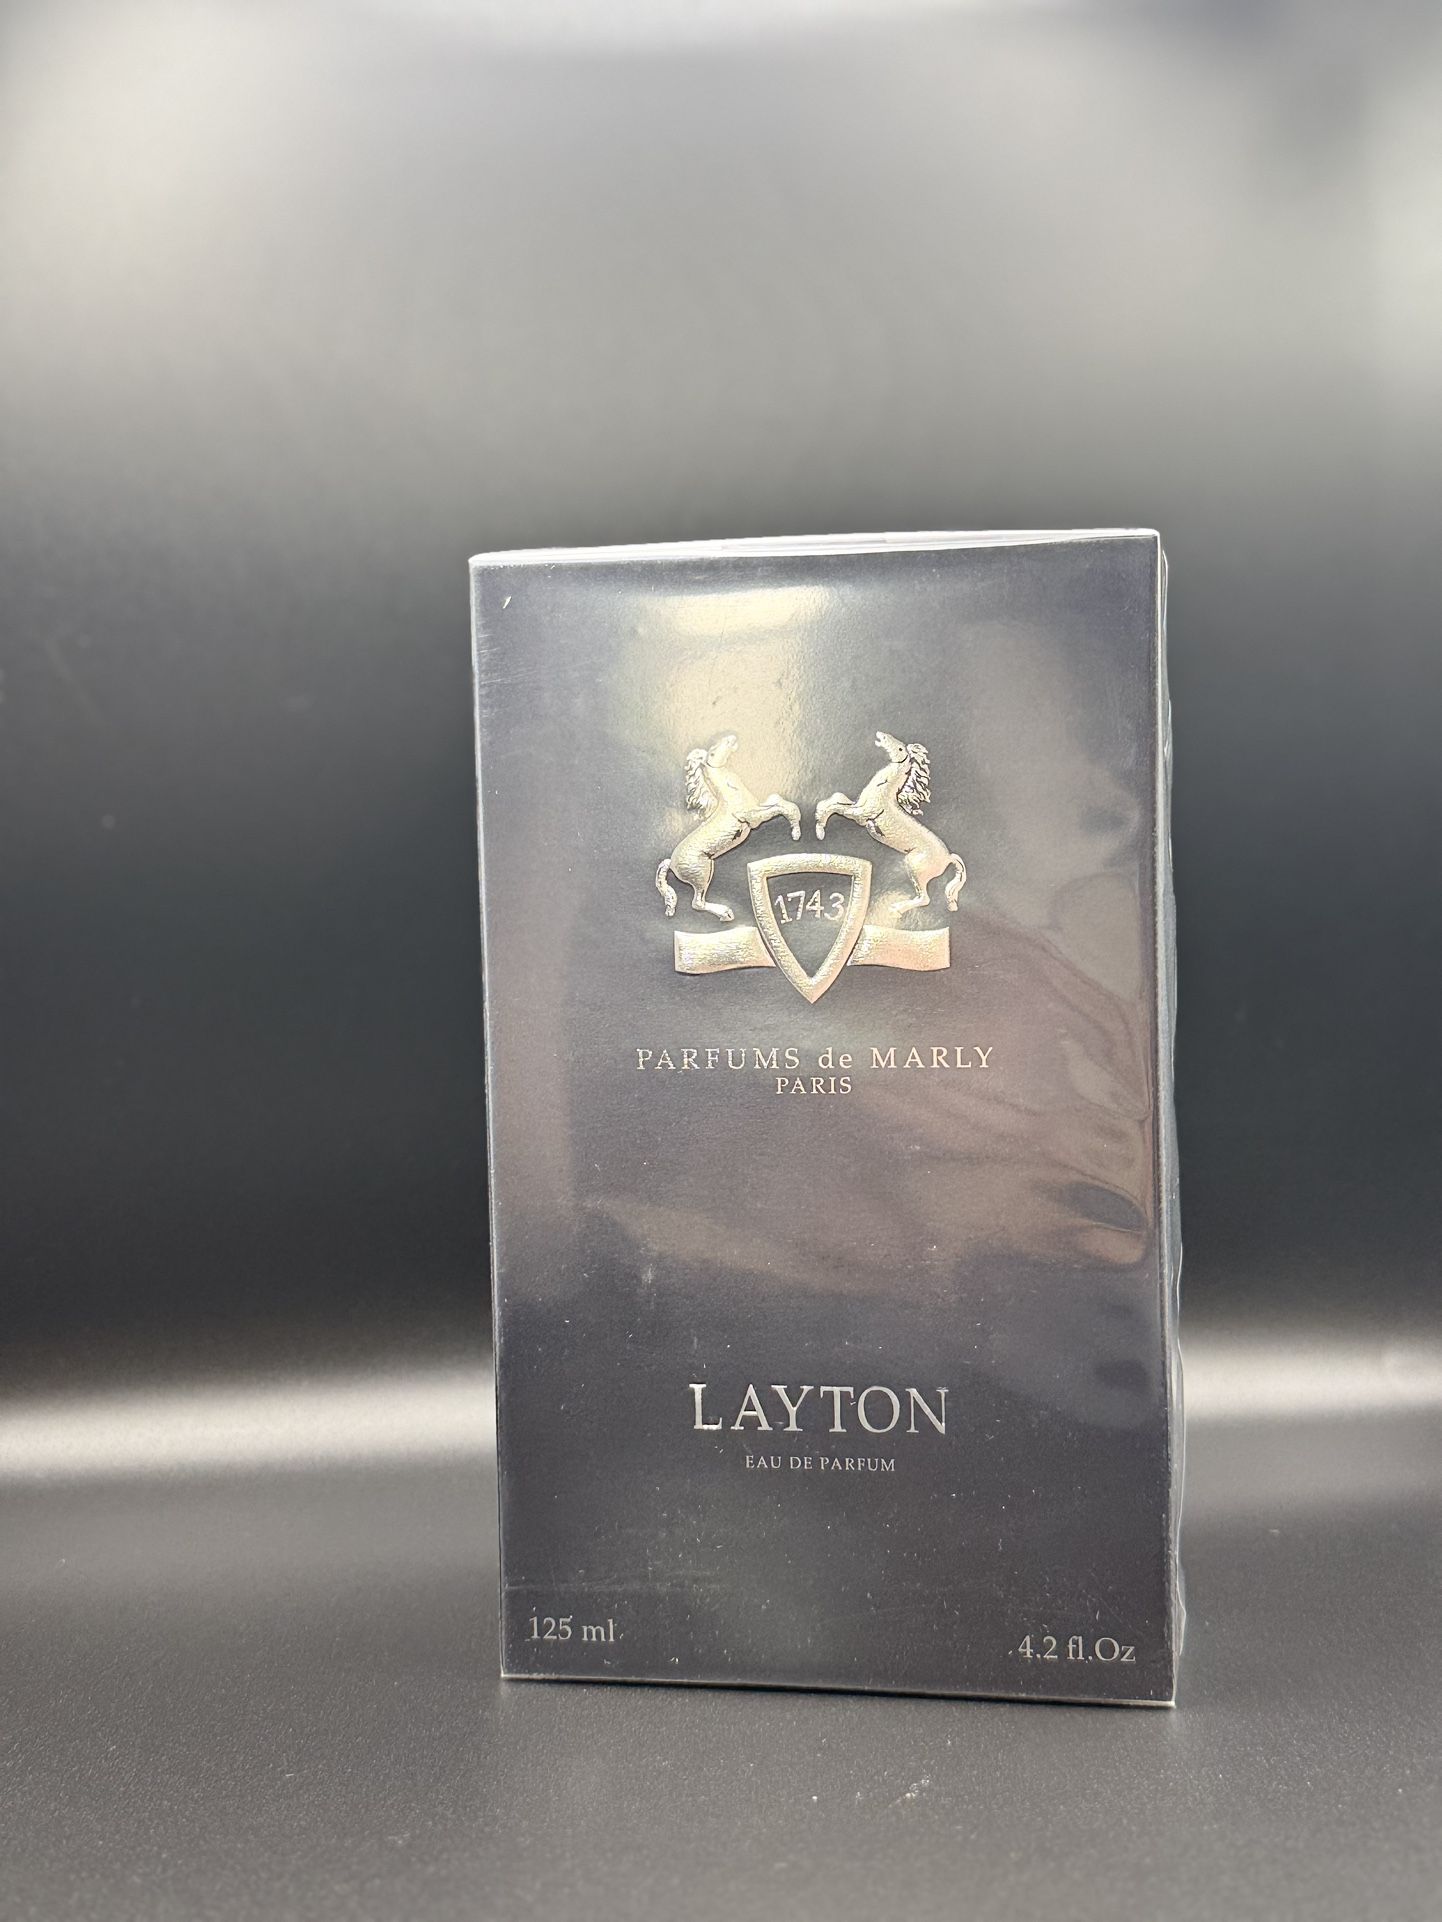 1743
PARFUMS de MARLY
PARIS
LAYTON
EAU DE PARFUM
125 ml
4.2 fl.Oz